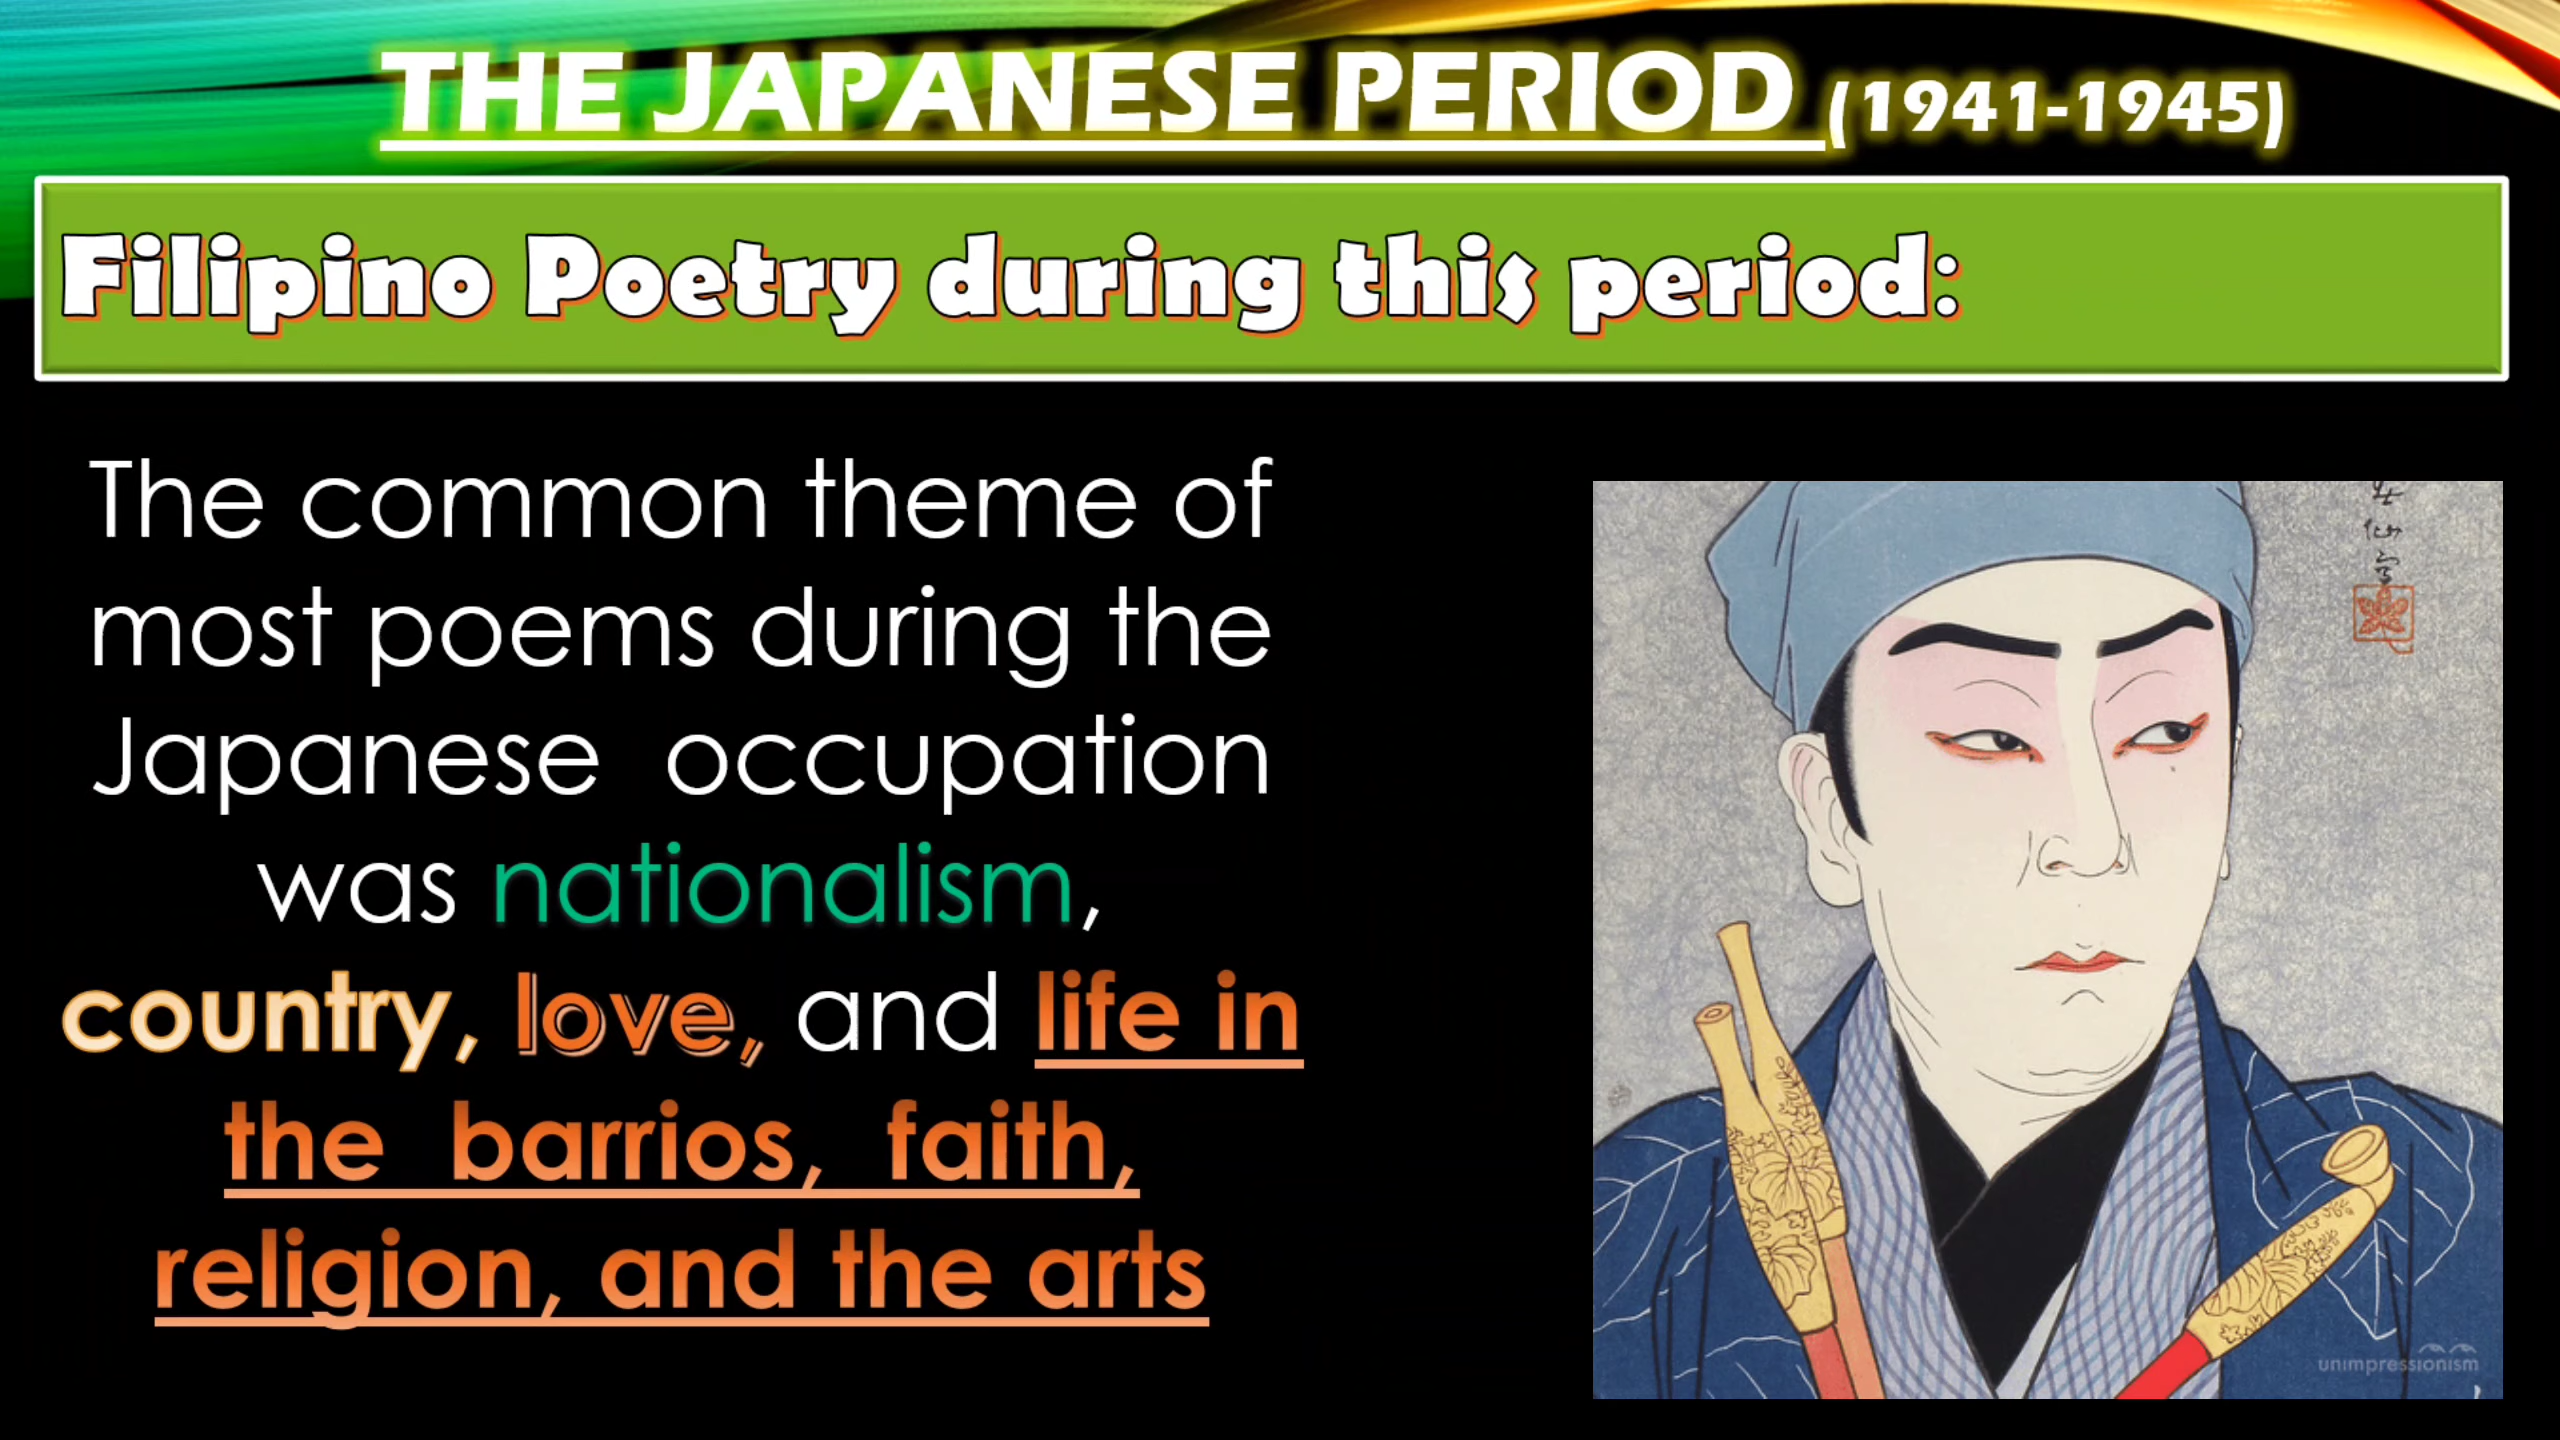 THE JAPANESE PERIOD (1941-1945)
Filipino Poetry during this period:
The common theme of
most poems during the
Japanese occupation
was nationalism,
country, love, and life in
the barrios, faith,
religion, and the arts
unimpressionism